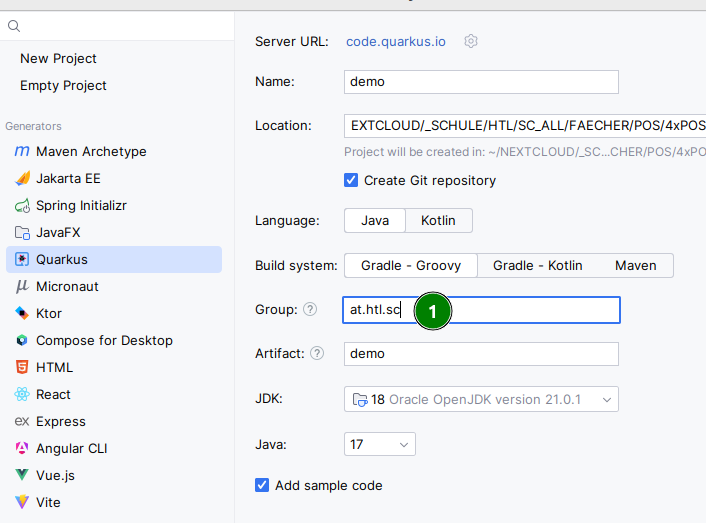 New Project
Empty Project
Generators
Maven Archetype
Jakarta EE
Spring Initializr
JavaFX
Quarkus
Micronaut
Ktor
Compose for Desktop
HTML
React
Express
Angular CLI
Vue.js
Vite
Server URL: code.quarkus.io
Name: demo
Location: EXTCLOUD/_SCHULE/HTL/SC_ALL/FAECHER/POS/4xPOS
Project will be created in: ~/NEXTCLOUD/_SC...CHER/POS/4xPO
Create Git repository
Language: Java Kotlin
Build system: Gradle - Groovy Gradle - Kotlin Maven
Group: ? at.htl.sc 1
Artifact: ? demo
JDK: 18 Oracle OpenJDK version 21.0.1
Java: 17
Add sample code